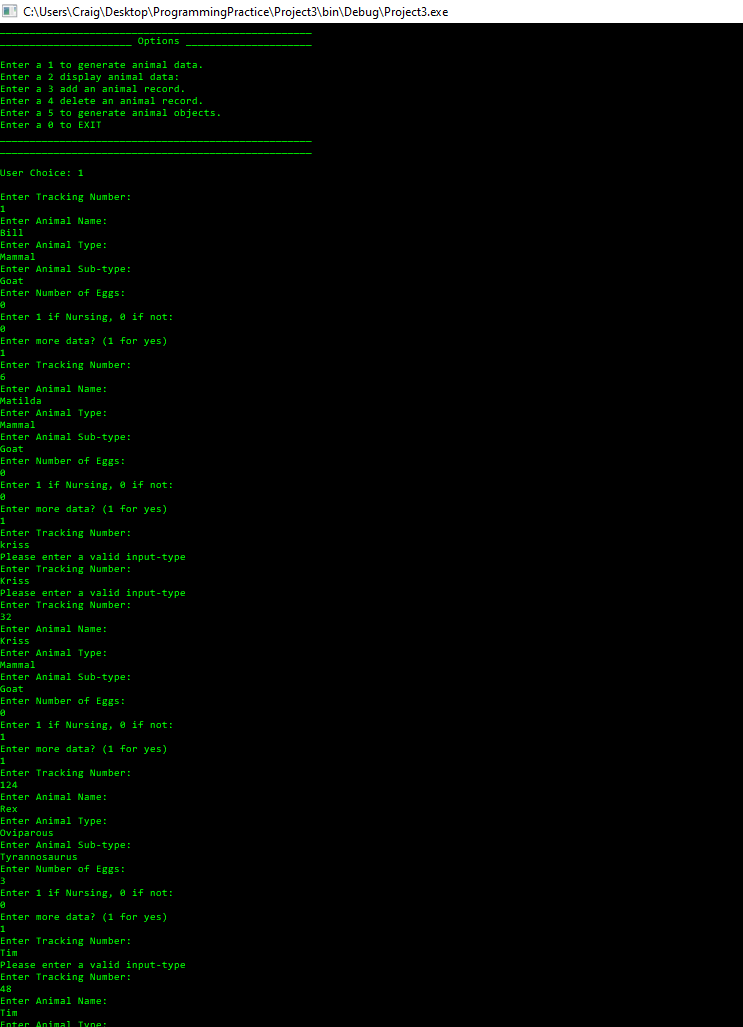 C:\Users\Craig\Desktop\ProgrammingPractice\Project3\bin\Debug\Project3.exe
____________________________________________________
______________________ Options _____________________
Enter a 1 to generate animal data.
Enter a 2 display animal data:
Enter a 3 add an animal record.
Enter a 4 delete an animal record.
Enter a 5 to generate animal objects.
Enter a 0 to EXIT
____________________________________________________
____________________________________________________
User Choice: 1
Enter Tracking Number:
1
Enter Animal Name:
Bill
Enter Animal Type:
Mammal
Enter Animal Sub-type:
Goat
Enter Number of Eggs:
0
Enter 1 if Nursing, 0 if not:
0
Enter more data? (1 for yes)
1
Enter Tracking Number:
6
Enter Animal Name:
Matilda
Enter Animal Type:
Mammal
Enter Animal Sub-type:
Goat
Enter Number of Eggs:
0
Enter 1 if Nursing, 0 if not:
0
Enter more data? (1 for yes)
1
Enter Tracking Number:
kriss
Please enter a valid input-type
Enter Tracking Number:
Kriss
Please enter a valid input-type
Enter Tracking Number:
32
Enter Animal Name:
Kriss
Enter Animal Type:
Mammal
Enter Animal Sub-type:
Goat
Enter Number of Eggs:
0
Enter 1 if Nursing, 0 if not:
1
Enter more data? (1 for yes)
1
Enter Tracking Number:
124
Enter Animal Name:
Rex
Enter Animal Type:
Oviparous
Enter Animal Sub-type:
Tyrannosaurus
Enter Number of Eggs:
3
Enter 1 if Nursing, 0 if not:
0
Enter more data? (1 for yes)
1
Enter Tracking Number:
Tim
Please enter a valid input-type
Enter Tracking Number:
48
Enter Animal Name:
Tim
Enter Animal Type: